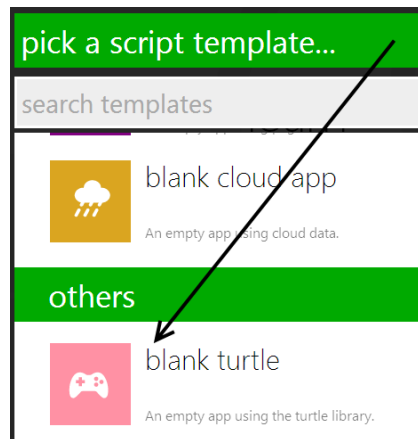 pick a script template...
search templates
blank cloud app
An empty app using cloud data.
others
blank turtle
An empty app using the turtle library.